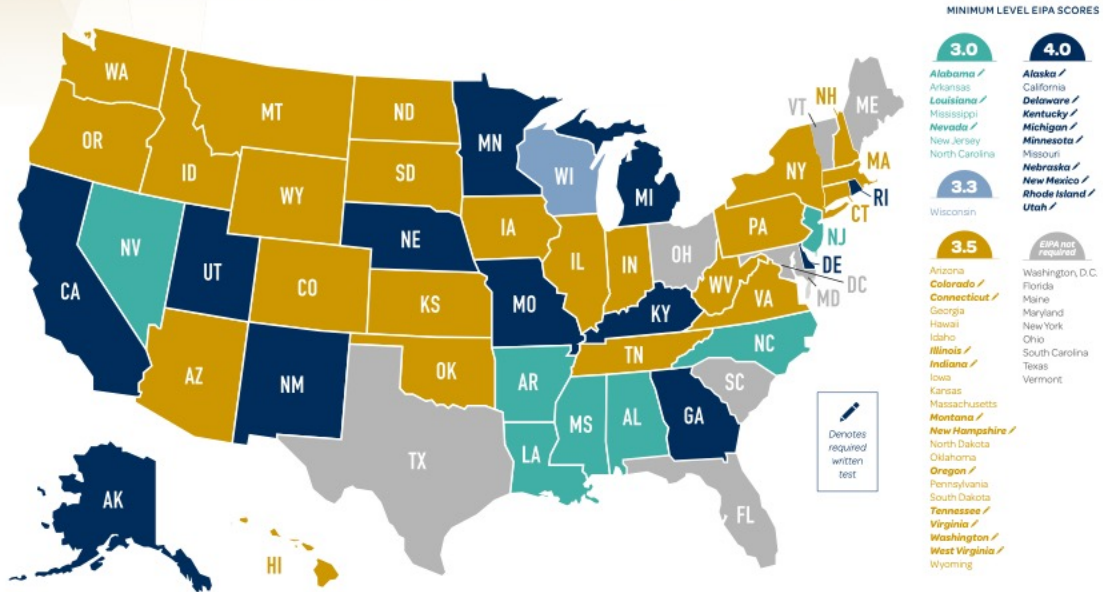 MINIMUM LEVEL EIPA SCORES
3.0
Alabama
Arkansas
Louisiana
Mississippi
Nevada
New Jersey
North Carolina
3.3
Wisconsin
3.5
Arizona
Colorado
Connecticut
Georgia
Hawaii
Idaho
Illinois
Indiana
Iowa
Kansas
Massachusetts
Montana
New Hampshire
North Dakota
Oklahoma
Oregon
Pennsylvania
South Dakota
Tennessee
Virginia
Washington
West Virginia
Wyoming
4.0
Alaska
California
Delaware
Kentucky
Michigan
Minnesota
Missouri
Nebraska
New Mexico
Rhode Island
Utah
EIPA not
required
Washington, D.C.
Florida
Maine
Maryland
New York
Ohio
South Carolina
Texas
Vermont
WA
OR
ID
MT
ND
SD
WY
MN
WI
MI
NY
VT
NH
ME
MA
RI
CT
NJ
PA
DE
DC
MD
CA
NV
UT
CO
NE
IA
IL
IN
OH
WV
VA
KY
KS
MO
AZ
NM
OK
AR
TN
NC
SC
TX
LA
MS
AL
GA
FL
AK
HI
Denotes
required
written
test